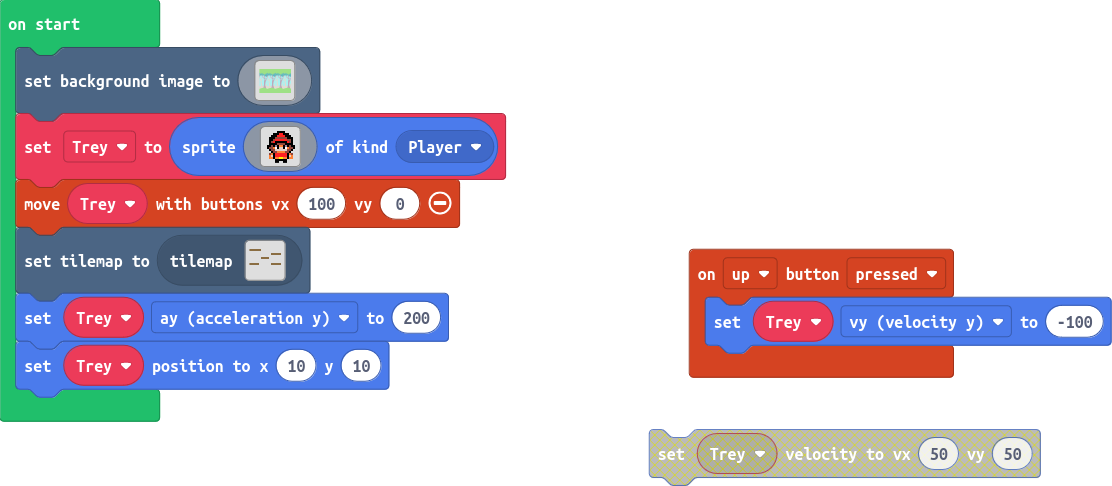 on start
set background image to
set Trey to sprite of kind Player
move Trey with buttons vx 100 vy 0
set tilemap to tilemap
set Trey ay (acceleration y) to 200
set Trey position to x 10 y 10
on up button pressed
set Trey vy (velocity y) to -100
set Trey velocity to vx 50 vy 50